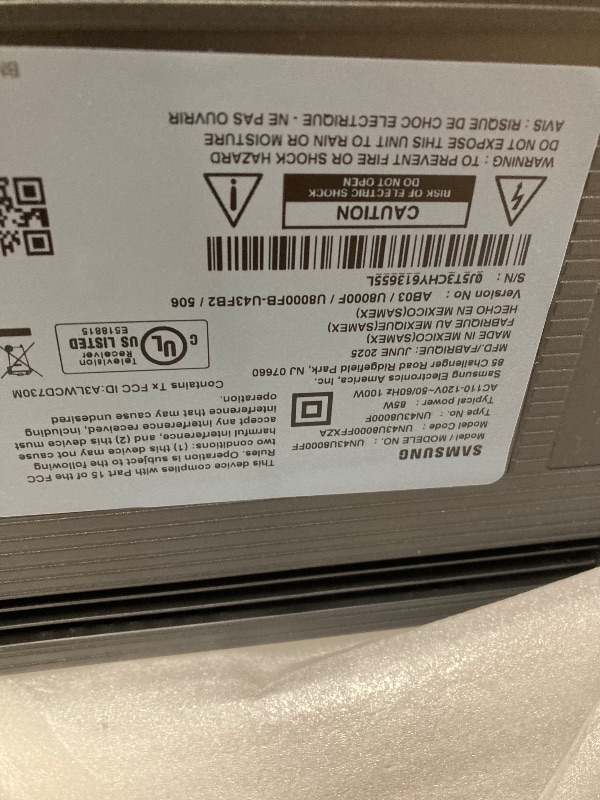 SAMSUNG
Model / MODELE NO. : UN43U8000FF
Model Code : UN43U8000FFXZA
Type No. : UN43U8000F
Typical power : 85W
AC110-120V~50/60Hz 100W
Samsung Electronics America, Inc.
85 Challenger Road Ridgefield Park, NJ 07660
MFD./FABRIQUE: JUNE 2025
MADE IN MEXICO(SAMEX)
FABRIQUE AU MEXIQUE(SAMEX)
HECHO EN MEXICO(SAMEX)
Version No : AB03 / U8000F / U8000FB-U43FB2 / 506
S/N : 0J5T3CHY613655L
This device complies with Part 15 of the FCC
Rules. Operation is subject to the following
two conditions: (1) this device may not cause
harmful interference, and (2) this device must
accept any interference received, including
interference that may cause undesired
operation.
Contains Tx FCC ID:A3LWCD730M
C UL US LISTED
Television
Receiver
E518815
CAUTION
RISK OF ELECTRIC SHOCK
DO NOT OPEN
WARNING : TO PREVENT FIRE OR SHOCK HAZARD
DO NOT EXPOSE THIS UNIT TO RAIN OR MOISTURE
AVIS : RISQUE DE CHOC ELECTRIQUE - NE PAS OUVRIR